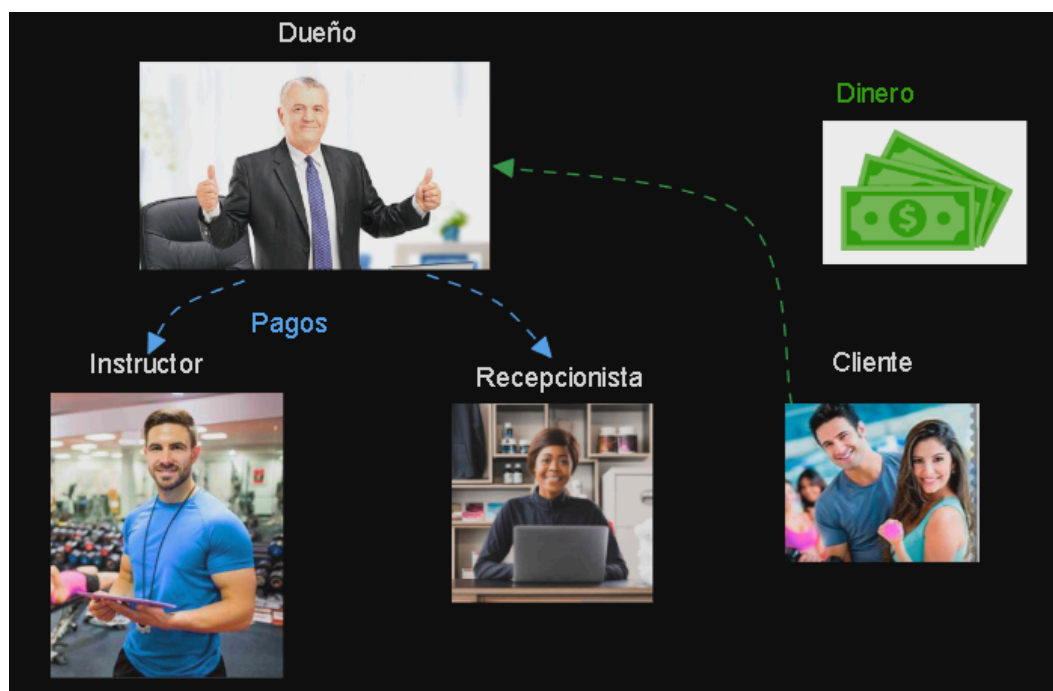 Dueño
Dinero
Pagos
Instructor
Recepcionista
Cliente